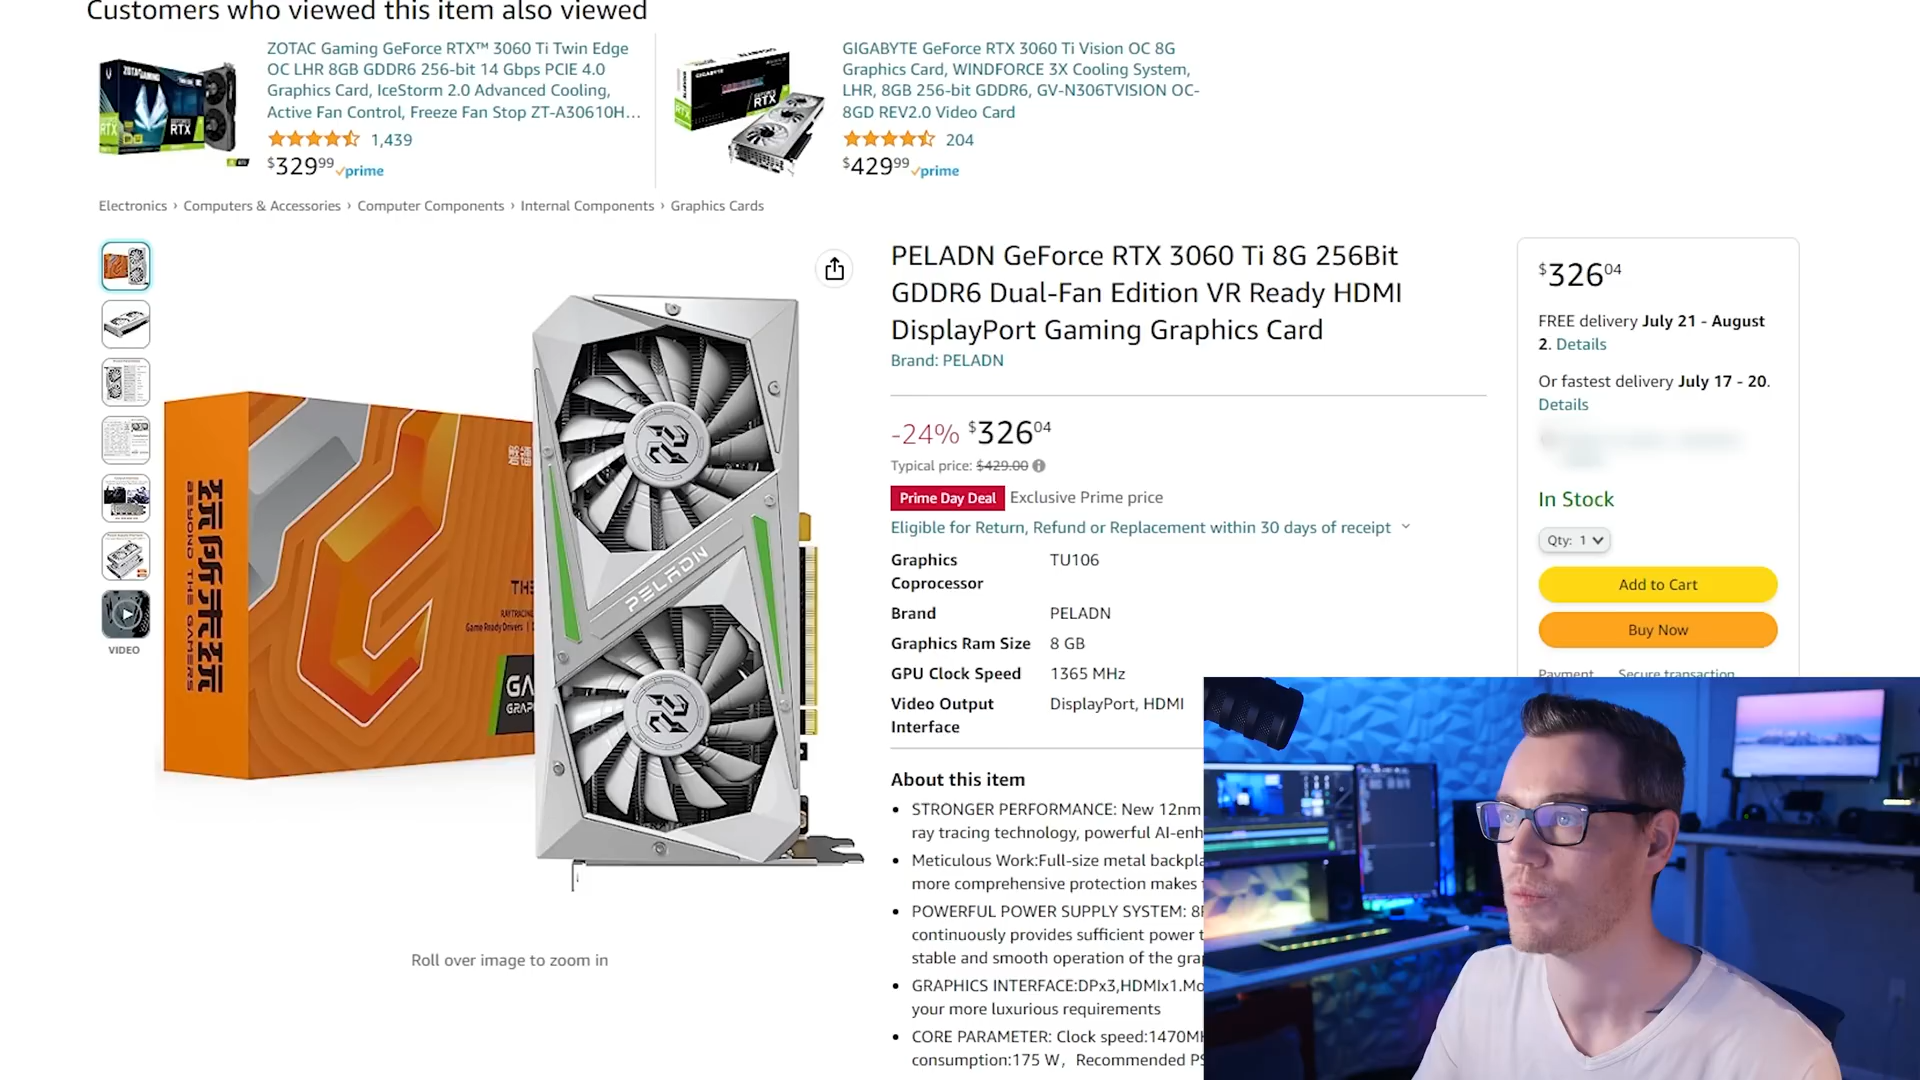 Customers who viewed this item also viewed
ZOTAC Gaming GeForce RTX™ 3060 Ti Twin Edge
OC LHR 8GB GDDR6 256-bit 14 Gbps PCIE 4.0
Graphics Card, IceStorm 2.0 Advanced Cooling,
Active Fan Control, Freeze Fan Stop ZT-A30610H...
1,439
$329.99 prime
GIGABYTE GeForce RTX 3060 Ti Vision OC 8G
Graphics Card, WINDFORCE 3X Cooling System,
LHR, 8GB 256-bit GDDR6, GV-N306TVISION OC-
8GD REV2.0 Video Card
204
$429.99 prime
Electronics › Computers & Accessories › Computer Components › Internal Components › Graphics Cards
VIDEO
玩所未玩
BEYOND THE GAMERS
PELADN
Roll over image to zoom in
PELADN GeForce RTX 3060 Ti 8G 256Bit
GDDR6 Dual-Fan Edition VR Ready HDMI
DisplayPort Gaming Graphics Card
Brand: PELADN
-24% $326.04
Typical price: $429.00
Prime Day Deal Exclusive Prime price
Eligible for Return, Refund or Replacement within 30 days of receipt
Graphics Coprocessor TU106
Brand PELADN
Graphics Ram Size 8 GB
GPU Clock Speed 1365 MHz
Video Output Interface DisplayPort, HDMI
About this item
• STRONGER PERFORMANCE: New 12nm
ray tracing technology, powerful AI-enh
• Meticulous Work:Full-size metal backpla
more comprehensive protection makes
• POWERFUL POWER SUPPLY SYSTEM: 8
continuously provides sufficient power t
stable and smooth operation of the gra
• GRAPHICS INTERFACE:DPx3,HDMIx1.Mo
your more luxurious requirements
• CORE PARAMETER: Clock speed:1470M
consumption:175 W, Recommended PS
$326.04
FREE delivery July 21 - August
2. Details
Or fastest delivery July 17 - 20.
Details
In Stock
Qty: 1
Add to Cart
Buy Now
Payment Secure transaction